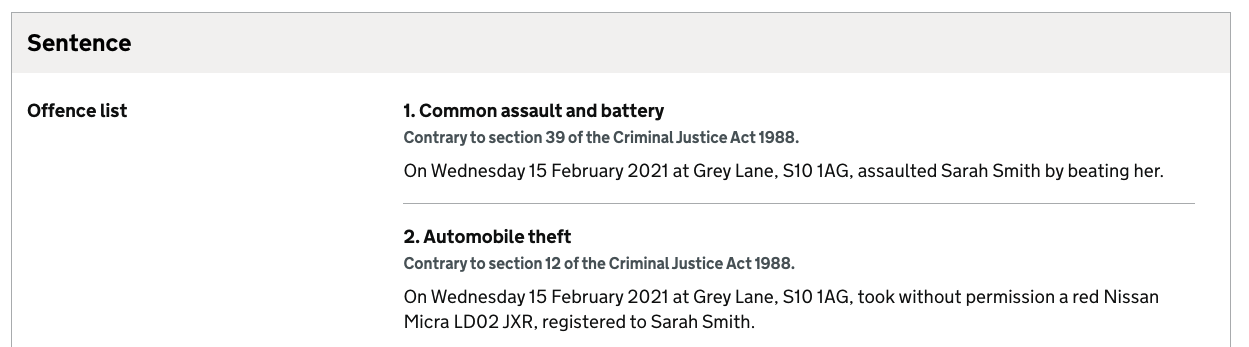 Sentence
Offence list
1. Common assault and battery
Contrary to section 39 of the Criminal Justice Act 1988.
On Wednesday 15 February 2021 at Grey Lane, S10 1AG, assaulted Sarah Smith by beating her.
2. Automobile theft
Contrary to section 12 of the Criminal Justice Act 1988.
On Wednesday 15 February 2021 at Grey Lane, S10 1AG, took without permission a red Nissan
Micra LD02 JXR, registered to Sarah Smith.